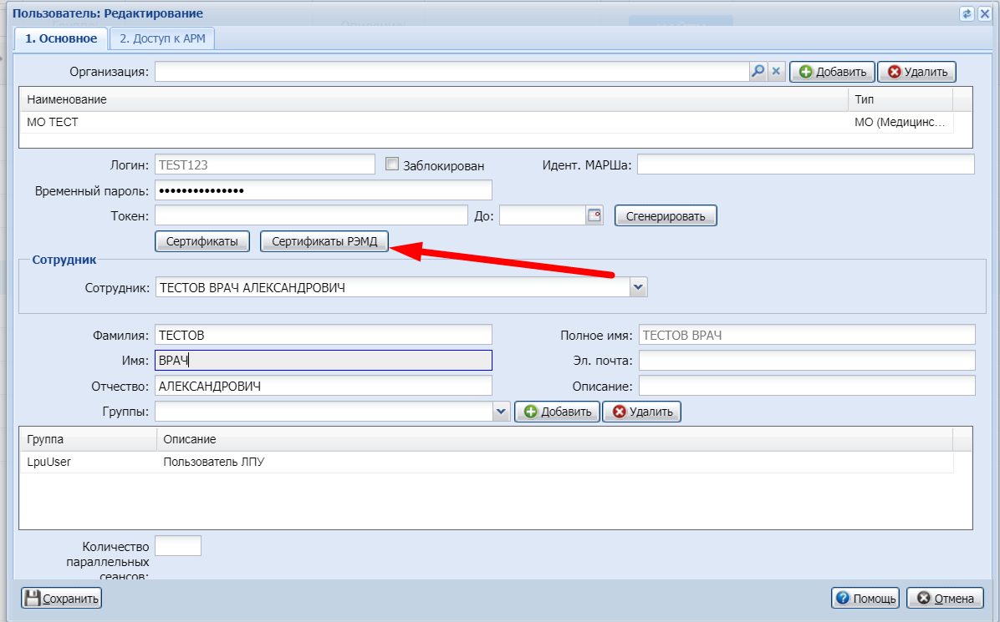 Пользователь: Редактирование
1. Основное 2. Доступ к АРМ
Организация: Добавить Удалить
Наименование Тип
МО ТЕСТ МО (Медицинс...
Логин: TEST123 Заблокирован Идент. МАРШа:
Временный пароль: •••••••••••••••
Токен: До: Сгенерировать
Сертификаты Сертификаты РЭМД
Сотрудник
Сотрудник: ТЕСТОВ ВРАЧ АЛЕКСАНДРОВИЧ
Фамилия: ТЕСТОВ Полное имя: ТЕСТОВ ВРАЧ
Имя: ВРАЧ Эл. почта:
Отчество: АЛЕКСАНДРОВИЧ Описание:
Группы: Добавить Удалить
Группа Описание
LpuUser Пользователь ЛПУ
Количество
параллельных
сеансов:
Сохранить Помощь Отмена